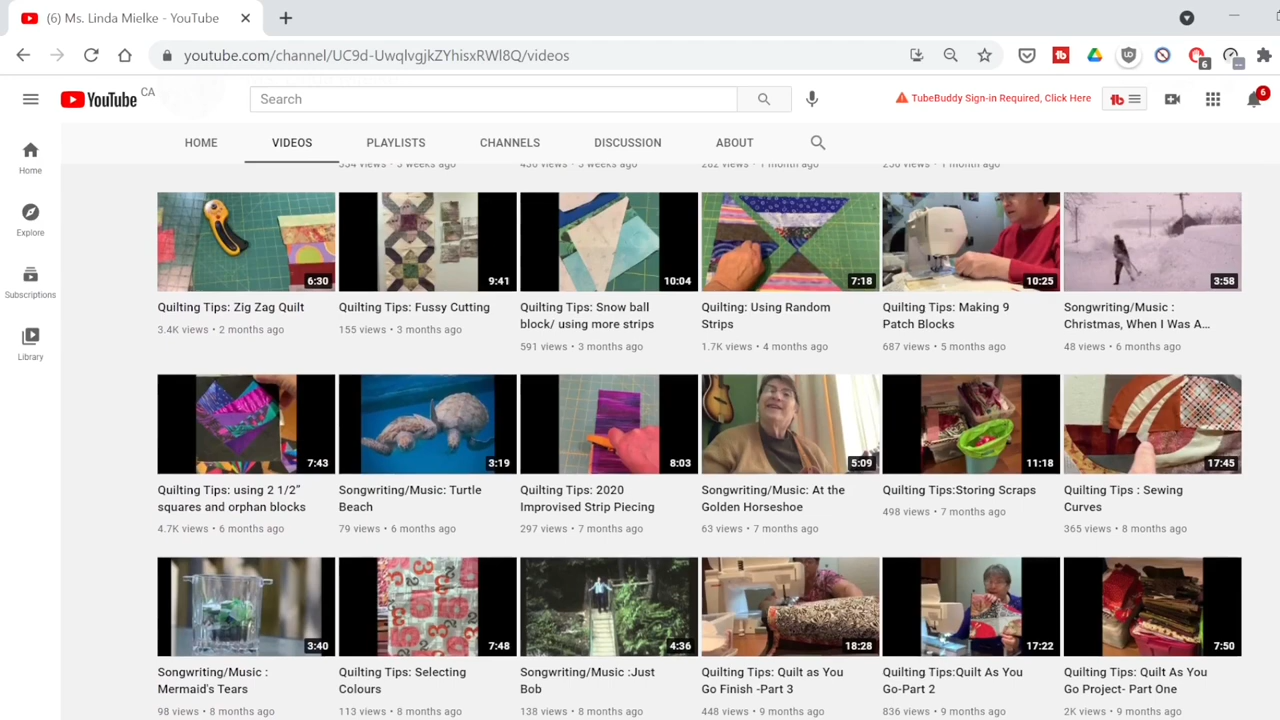 (6) Ms. Linda Mielke - YouTube
youtube.com/channel/UC9d-UwqlvgjkZYhisxRWl8Q/videos
6
YouTube CA
Search
TubeBuddy Sign-in Required, Click Here
6
HOME VIDEOS PLAYLISTS CHANNELS DISCUSSION ABOUT
Home
Explore
Subscriptions
Library
6:30 9:41 10:04 7:18 10:25 3:58
Quilting Tips: Zig Zag Quilt
3.4K views • 2 months ago
Quilting Tips: Fussy Cutting
155 views • 3 months ago
Quilting Tips: Snow ball
block/ using more strips
591 views • 3 months ago
Quilting: Using Random
Strips
1.7K views • 4 months ago
Quilting Tips: Making 9
Patch Blocks
687 views • 5 months ago
Songwriting/Music :
Christmas, When I Was A...
48 views • 6 months ago
7:43 3:19 8:03 5:09 11:18 17:45
Quilting Tips: using 2 1/2”
squares and orphan blocks
4.7K views • 6 months ago
Songwriting/Music: Turtle
Beach
79 views • 6 months ago
Quilting Tips: 2020
Improvised Strip Piecing
297 views • 7 months ago
Songwriting/Music: At the
Golden Horseshoe
63 views • 7 months ago
Quilting Tips:Storing Scraps
498 views • 7 months ago
Quilting Tips : Sewing
Curves
365 views • 8 months ago
3:40 7:48 4:36 18:28 17:22 7:50
Songwriting/Music :
Mermaid's Tears
98 views • 8 months ago
Quilting Tips: Selecting
Colours
113 views • 8 months ago
Songwriting/Music :Just
Bob
138 views • 8 months ago
Quilting Tips: Quilt as You
Go Finish -Part 3
448 views • 9 months ago
Quilting Tips:Quilt As You
Go-Part 2
836 views • 9 months ago
Quilting Tips: Quilt As You
Go Project- Part One
2K views • 9 months ago